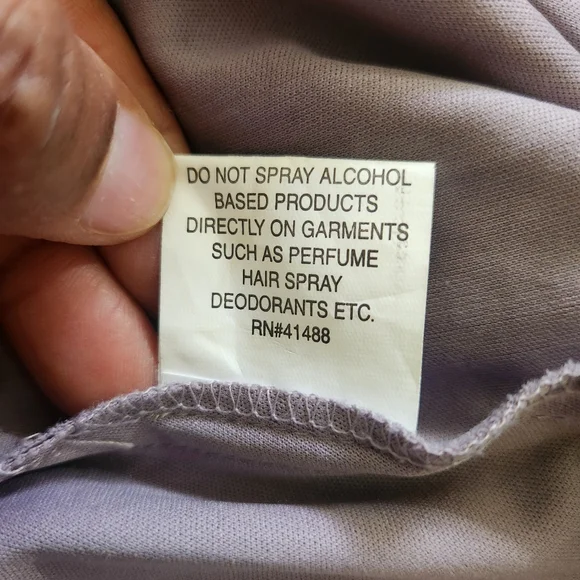 DO NOT SPRAY ALCOHOL
BASED PRODUCTS
DIRECTLY ON GARMENTS
SUCH AS PERFUME
HAIR SPRAY
DEODORANTS ETC.
RN#41488